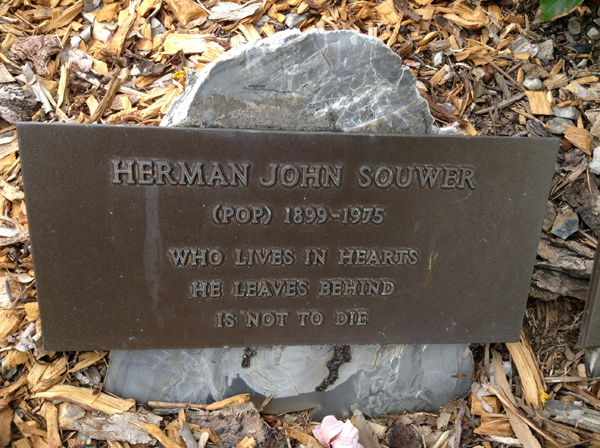 HERMAN JOHN SOUWER
(POP) 1899-1975
WHO LIVES IN HEARTS
HE LEAVES BEHIND
IS NOT TO DIE